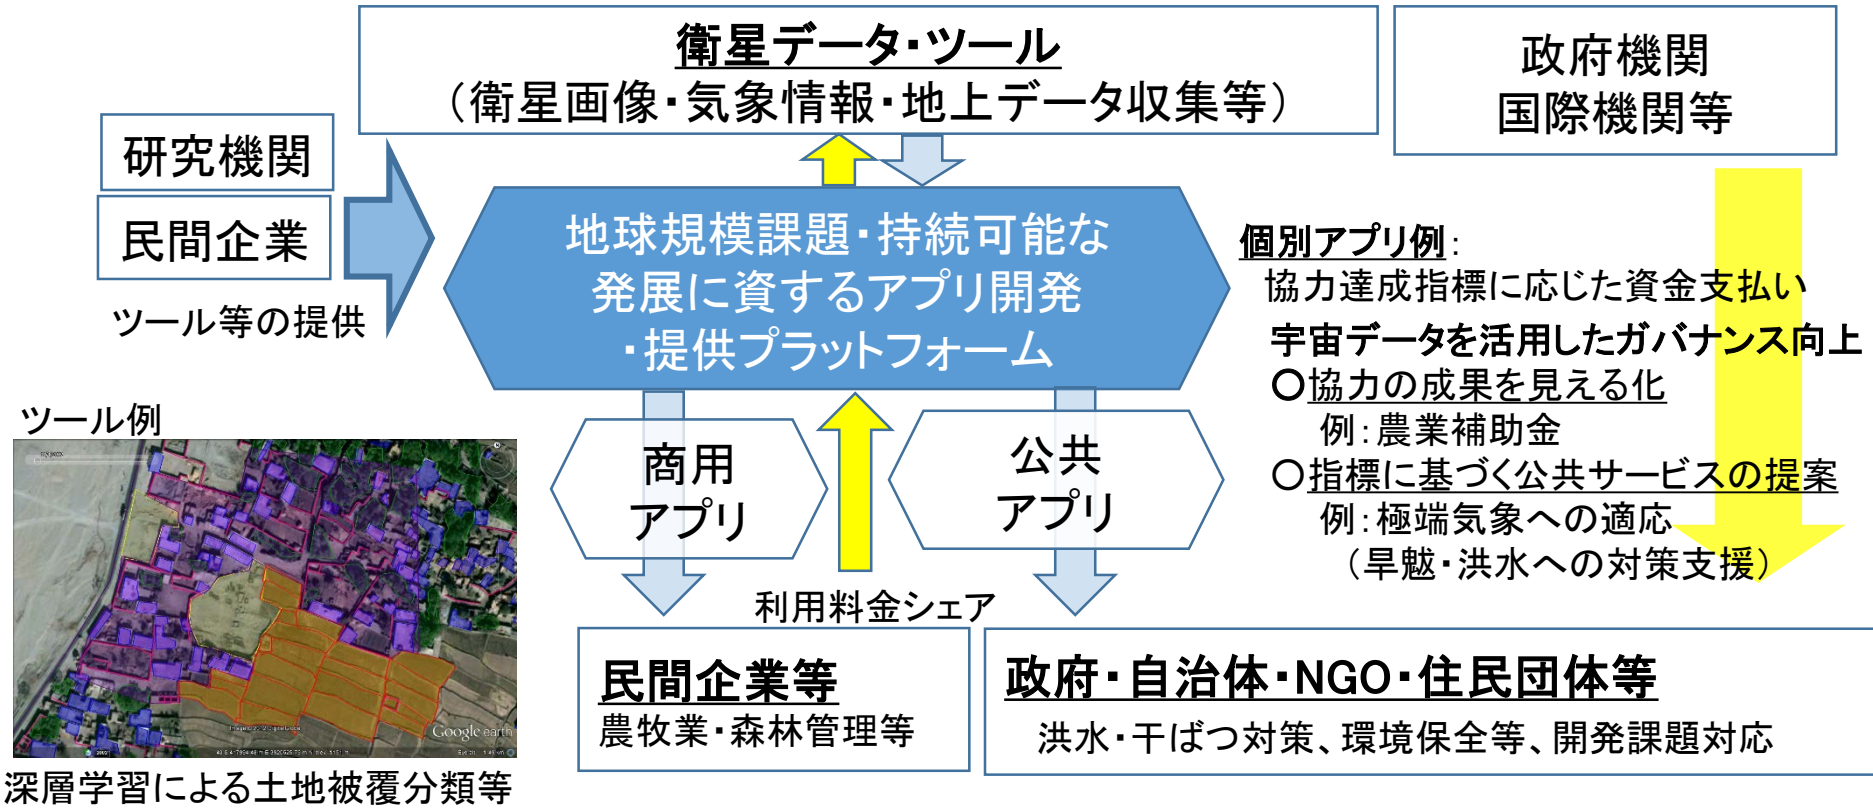 衛星データ・ツール
（衛星画像・気象情報・地上データ収集等）
政府機関
国際機関等
研究機関
民間企業
ツール等の提供
地球規模課題・持続可能な
発展に資するアプリ開発
・提供プラットフォーム
個別アプリ例：
協力達成指標に応じた資金支払い
宇宙データを活用したガバナンス向上
〇協力の成果を見える化
例：農業補助金
〇指標に基づく公共サービスの提案
例：極端気象への適応
（旱魃・洪水への対策支援）
商用
アプリ
公共
アプリ
利用料金シェア
民間企業等
農牧業・森林管理等
政府・自治体・NGO・住民団体等
洪水・干ばつ対策、環境保全等、開発課題対応
ツール例
Google earth
深層学習による土地被覆分類等